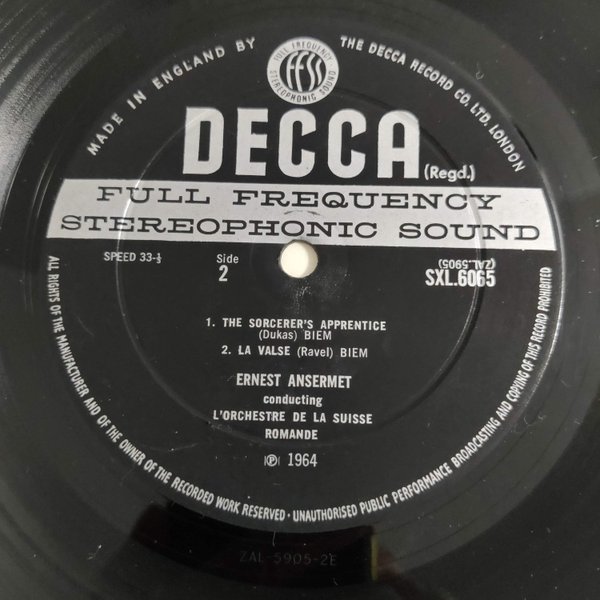 MADE IN ENGLAND BY
THE DECCA RECORD CO. LTD. LONDON
FULL FREQUENCY
ffss
STEREOPHONIC SOUND
DECCA (Regd.)
FULL FREQUENCY
STEREOPHONIC SOUND
SPEED 33-⅓
Side
2
(ZAL.5905)
SXL.6065
1. THE SORCERER'S APPRENTICE
(Dukas) BIEM
2. LA VALSE (Ravel) BIEM
ERNEST ANSERMET
conducting
L'ORCHESTRE DE LA SUISSE
ROMANDE
℗ 1964
ALL RIGHTS OF THE MANUFACTURER AND OF THE OWNER OF THE RECORDED WORK RESERVED · UNAUTHORISED PUBLIC PERFORMANCE BROADCASTING AND COPYING OF THIS RECORD PROHIBITED
ZAL-5905-2E